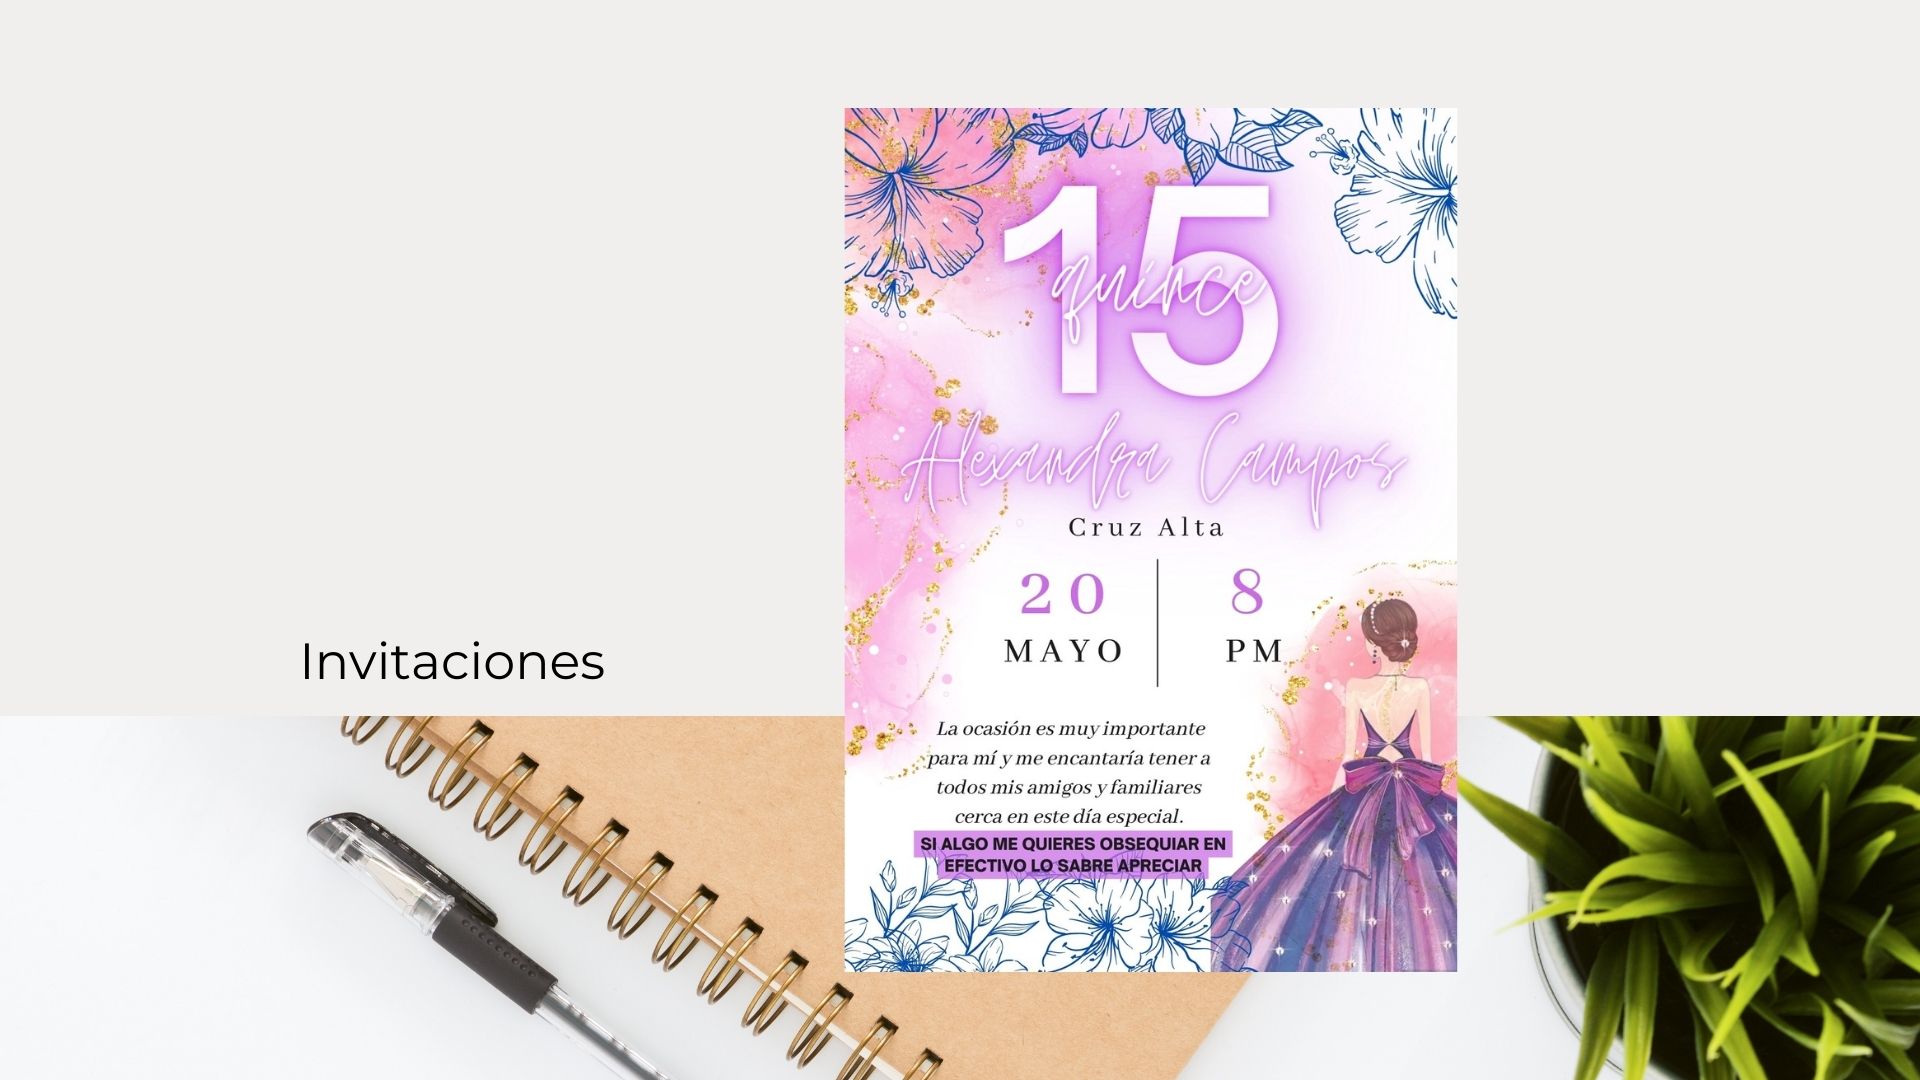 Invitaciones
15
quince
Alexandra Campos
Cruz Alta
20
MAYO
8
PM
La ocasión es muy importante
para mí y me encantaría tener a
todos mis amigos y familiares
cerca en este día especial.
SI ALGO ME QUIERES OBSEQUIAR EN
EFECTIVO LO SABRE APRECIAR